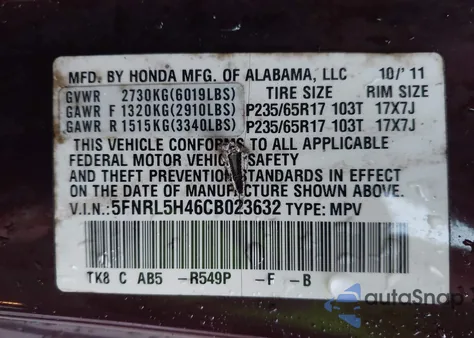 MFD. BY HONDA MFG. OF ALABAMA, LLC 10/'11
GVWR 2730KG(6019LBS) TIRE SIZE RIM SIZE
GAWR F 1320KG(2910LBS) P235/65R17 103T 17X7J
GAWR R 1515KG(3340LBS) P235/65R17 103T 17X7J
THIS VEHICLE CONFORMS TO ALL APPLICABLE
FEDERAL MOTOR VEHICLE SAFETY, BUMPER,
AND THEFT PREVENTION STANDARDS IN EFFECT
ON THE DATE OF MANUFACTURE SHOWN ABOVE.
V.I.N.:5FNRL5H46CB023632 TYPE: MPV
TK8 C AB5 -R549P -F -B
autoSnap